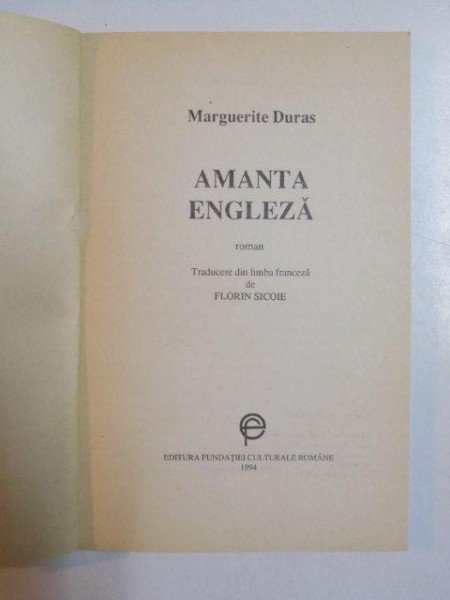 Marguerite Duras
AMANTA
ENGLEZĂ
roman
Traducere din limba franceză
de
FLORIN SICOIE
EDITURA FUNDAȚIEI CULTURALE ROMÂNE
1994